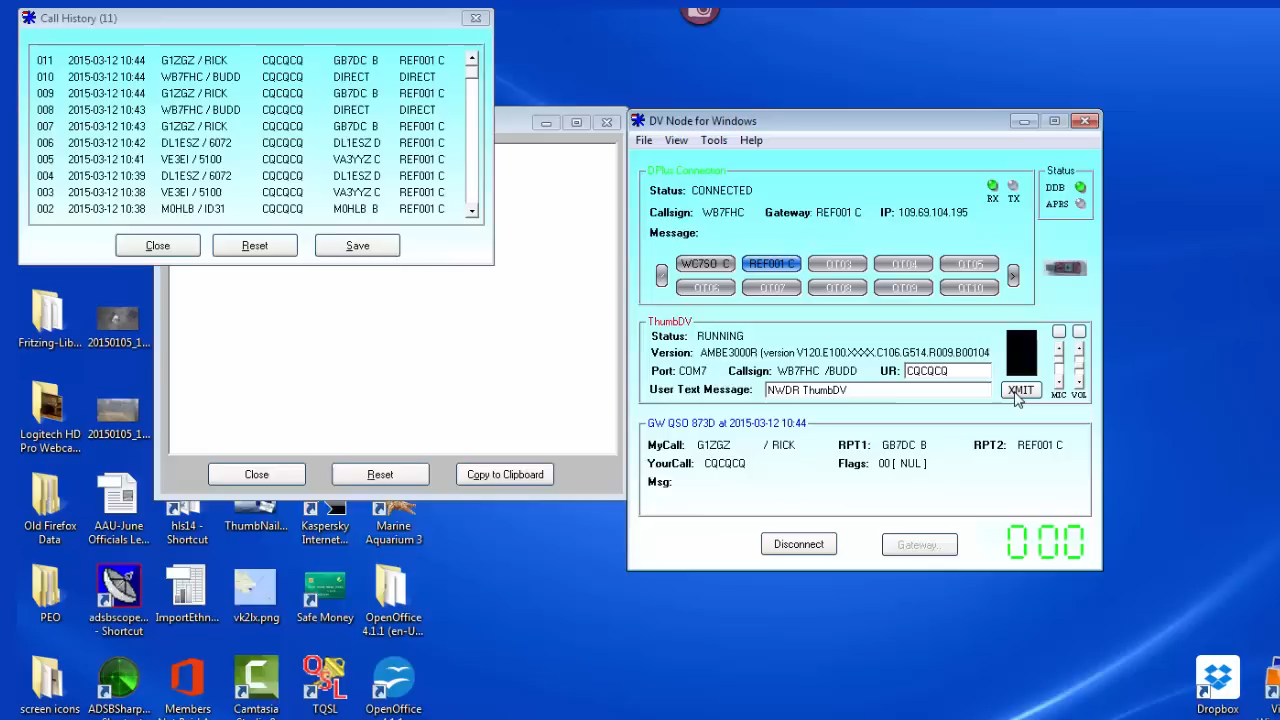 Call History (11)
011 2015-03-12 10:44 G1ZGZ / RICK CQCQCQ GB7DC B REF001 C
010 2015-03-12 10:44 WB7FHC / BUDD CQCQCQ DIRECT DIRECT
009 2015-03-12 10:44 G1ZGZ / RICK CQCQCQ GB7DC B REF001 C
008 2015-03-12 10:43 WB7FHC / BUDD CQCQCQ DIRECT DIRECT
007 2015-03-12 10:43 G1ZGZ / RICK CQCQCQ GB7DC B REF001 C
006 2015-03-12 10:42 DL1ESZ / 6072 CQCQCQ DL1ESZ D REF001 C
005 2015-03-12 10:41 VE3EI / 5100 CQCQCQ VA3YYZ C REF001 C
004 2015-03-12 10:39 DL1ESZ / 6072 CQCQCQ DL1ESZ D REF001 C
003 2015-03-12 10:38 VE3EI / 5100 CQCQCQ VA3YYZ C REF001 C
002 2015-03-12 10:38 M0HLB / ID31 CQCQCQ M0HLB B REF001 C
Close Reset Save
Close Reset Copy to Clipboard
DV Node for Windows
File View Tools Help
DPlus Connection
Status: CONNECTED
RX TX
Callsign: WB7FHC Gateway: REF001 C IP: 109.69.104.195
Message:
WC7SO C REF001 C QT03 QT04 QT05
QT06 QT07 QT08 QT09 QT10
Status
DDB
APRS
ThumbDV
Status: RUNNING
Version: AMBE3000R (version V120.E100.XXXX.C106.G514.R009.B00104
Port: COM7 Callsign: WB7FHC /BUDD UR: CQCQCQ
User Text Message: NWDR ThumbDV
XMIT
MIC VOL
GW QSO 873D at 2015-03-12 10:44
MyCall: G1ZGZ / RICK RPT1: GB7DC B RPT2: REF001 C
YourCall: CQCQCQ Flags: 00 [ NUL ]
Msg:
Disconnect Gateway... 000
Fritzing-Lib... 20150105_1...
Logitech HD Pro Webca... 20150105_1...
Old Firefox Data
AAU-June Officials Le...
hls14 - Shortcut
ThumbNail...
Kaspersky Internet...
Marine Aquarium 3
PEO
adsbscope... - Shortcut
ImportEthn...
vk2lx.png
Safe Money
OpenOffice 4.1.1 (en-U...
screen icons
ADSBSharp...
Members
Camtasia
QSL
TQSL
OpenOffice
Dropbox